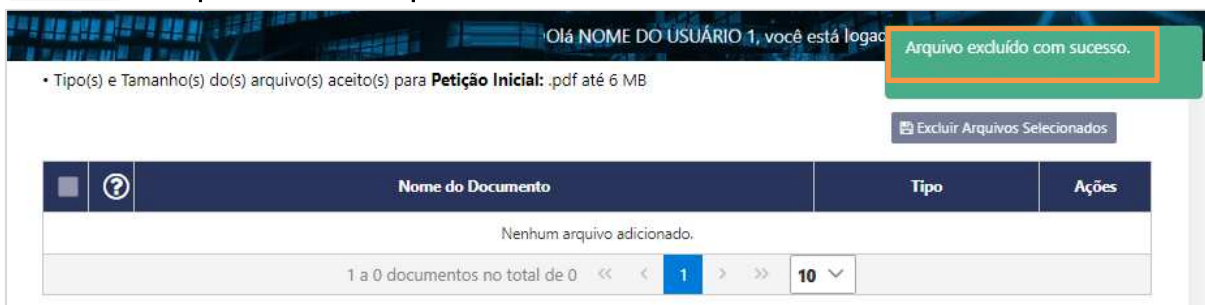 Olá NOME DO USUÁRIO 1, você está logad
Arquivo excluído com sucesso.
• Tipo(s) e Tamanho(s) do(s) arquivo(s) aceito(s) para Petição Inicial: .pdf até 6 MB
Excluir Arquivos Selecionados
Nome do Documento Tipo Ações
Nenhum arquivo adicionado.
1 a 0 documentos no total de 0 « < 1 > » 10